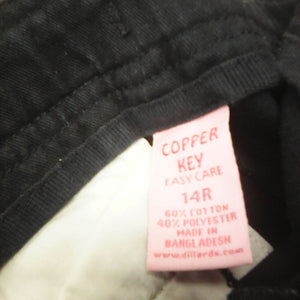 COPPER
KEY
EASY CARE
14R
60% COTTON
40% POLYESTER
MADE IN
BANGLADESH
www.dillards.com